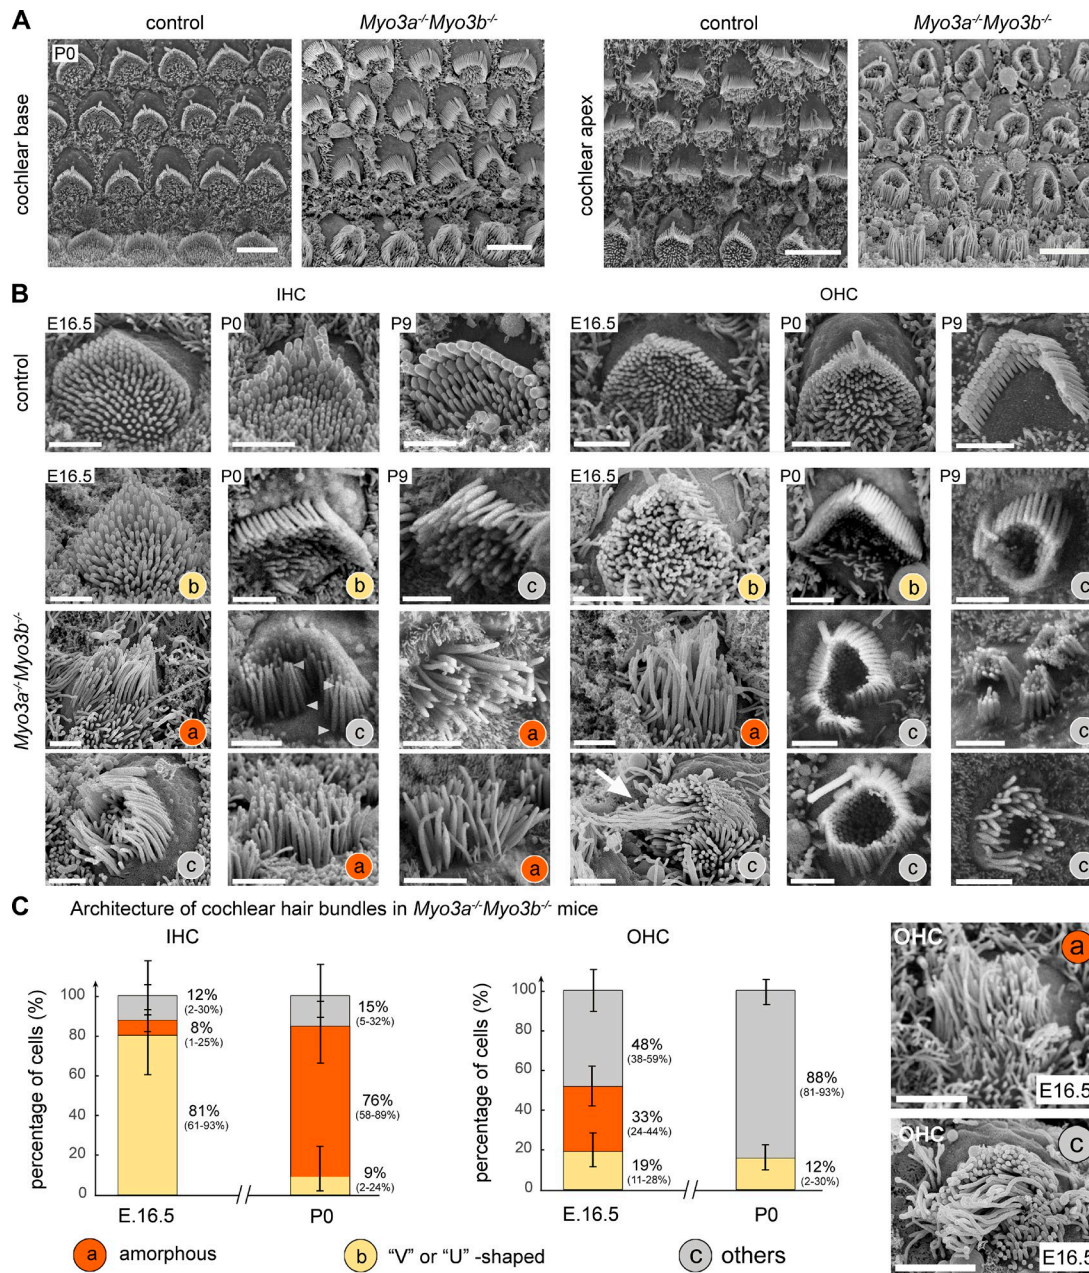 A
control
Myo3a-/-Myo3b-/-
control
Myo3a-/-Myo3b-/-
P0
cochlear base
cochlear apex
B
IHC
OHC
control
E16.5
P0
P9
E16.5
P0
P9
Myo3a-/-Myo3b-/-
E16.5
P0
P9
E16.5
P0
P9
b
b
c
b
b
c
a
c
a
a
c
c
c
a
a
c
c
c
C
Architecture of cochlear hair bundles in Myo3a-/-Myo3b-/- mice
IHC
percentage of cells (%)
100
80
60
40
20
0
12%
(2-30%)
8%
(1-25%)
81%
(61-93%)
15%
(5-32%)
76%
(58-89%)
9%
(2-24%)
E.16.5
P0
OHC
percentage of cells (%)
100
80
60
40
20
0
48%
(38-59%)
33%
(24-44%)
19%
(11-28%)
88%
(81-93%)
12%
(2-30%)
E.16.5
P0
OHC
a
E16.5
OHC
c
E16.5
a amorphous
b “V” or “U” -shaped
c others